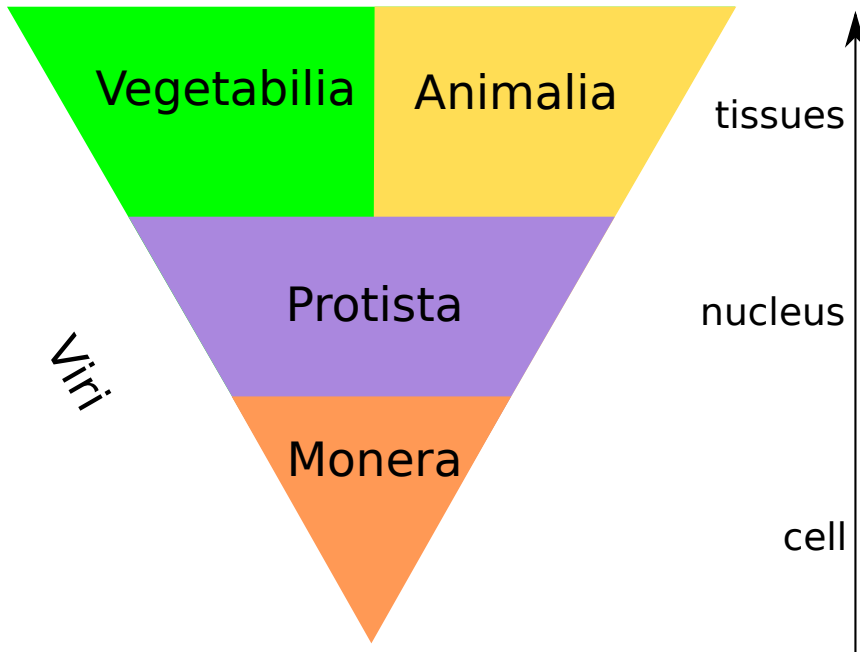 Vegetabilia
Animalia
tissues
Protista
nucleus
Viri
Monera
cell